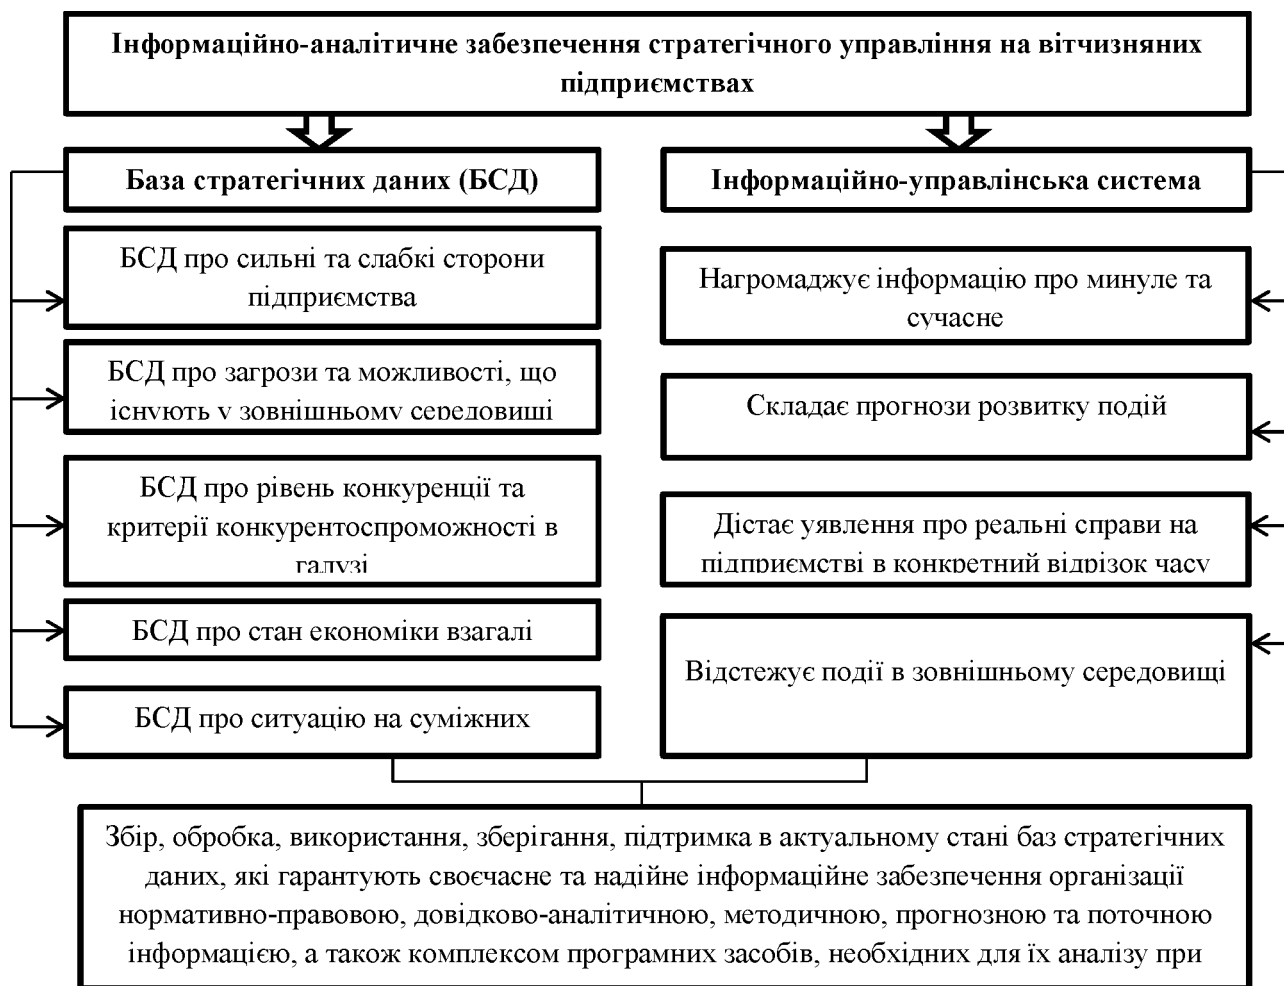 Інформаційно-аналітичне забезпечення стратегічного управління на вітчизняних
підприємствах
База стратегічних даних (БСД)
БСД про сильні та слабкі сторони
підприємства
БСД про загрози та можливості, що
існують у зовнішньому середовищі
БСД про рівень конкуренції та
критерії конкурентоспроможності в
галузі
БСД про стан економіки взагалі
БСД про ситуацію на суміжних
Інформаційно-управлінська система
Нагромаджує інформацію про минуле та
сучасне
Складає прогнози розвитку подій
Дістає уявлення про реальні справи на
підприємстві в конкретний відрізок часу
Відстежує події в зовнішньому середовищі
Збір, обробка, використання, зберігання, підтримка в актуальному стані баз стратегічних
даних, які гарантують своєчасне та надійне інформаційне забезпечення організації
нормативно-правовою, довідково-аналітичною, методичною, прогнозною та поточною
інформацією, а також комплексом програмних засобів, необхідних для їх аналізу при